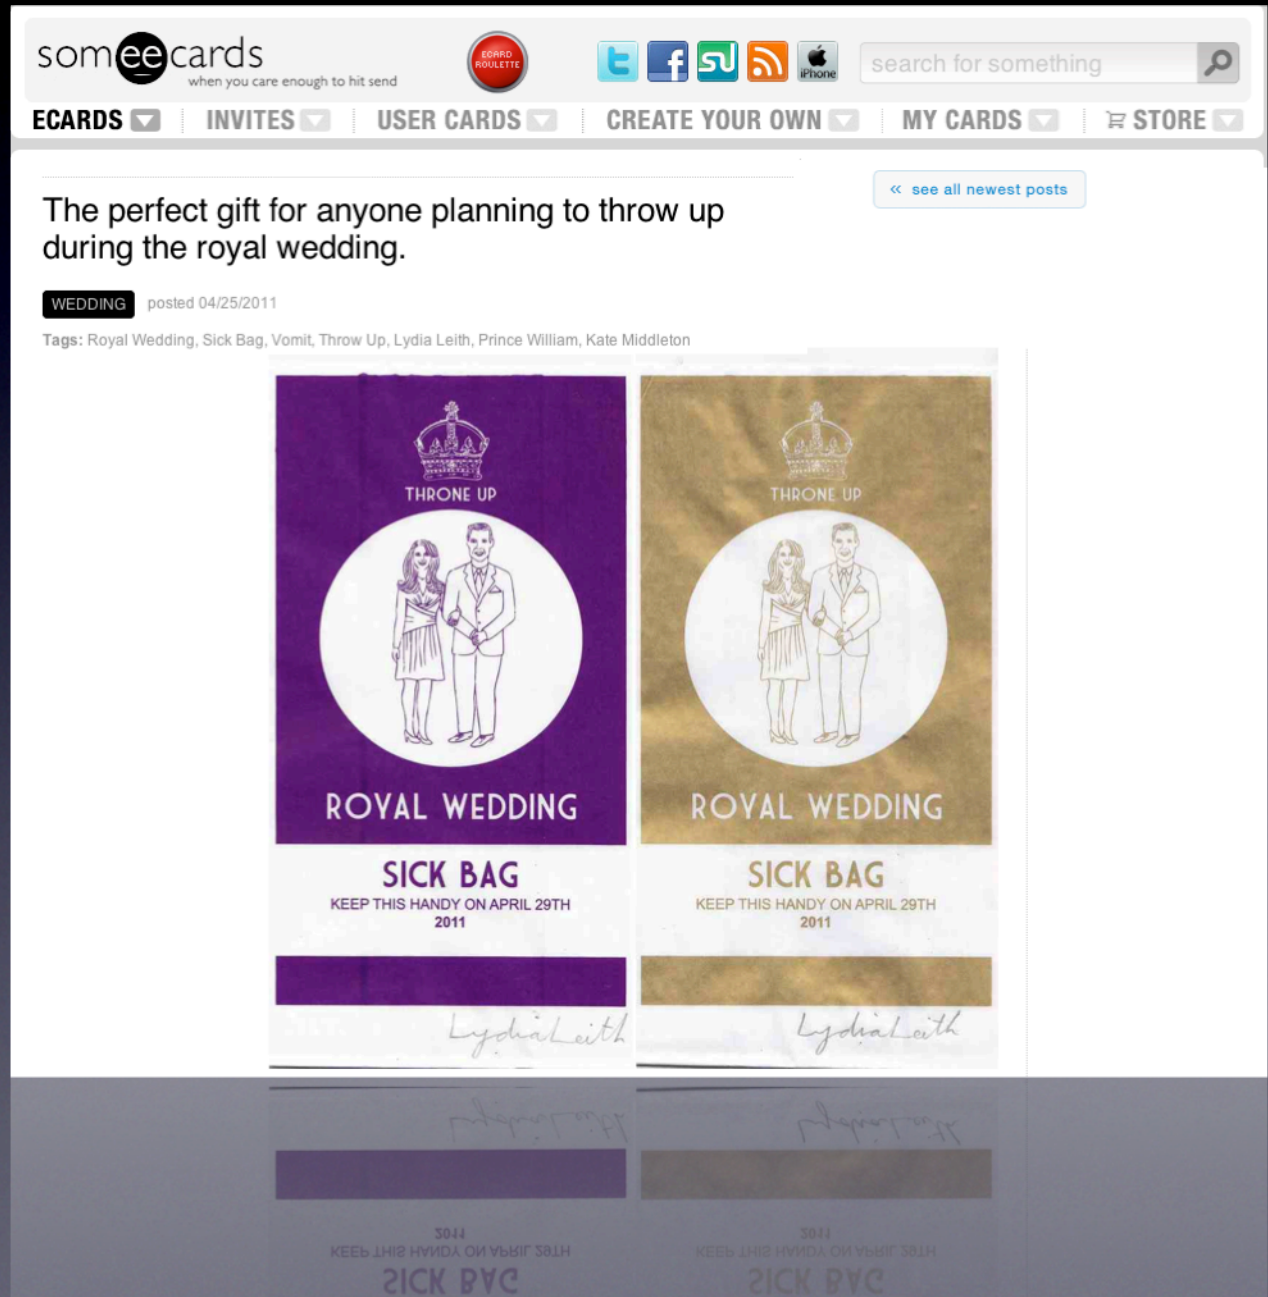 someecards
when you care enough to hit send
ECARD
ROULETTE
iPhone
search for something
ECARDS
INVITES
USER CARDS
CREATE YOUR OWN
MY CARDS
STORE
« see all newest posts
The perfect gift for anyone planning to throw up
during the royal wedding.
WEDDING posted 04/25/2011
Tags: Royal Wedding, Sick Bag, Vomit, Throw Up, Lydia Leith, Prince William, Kate Middleton
THRONE UP
ROYAL WEDDING
SICK BAG
KEEP THIS HANDY ON APRIL 29TH
2011
Lydia Leith
THRONE UP
ROYAL WEDDING
SICK BAG
KEEP THIS HANDY ON APRIL 29TH
2011
Lydia Leith